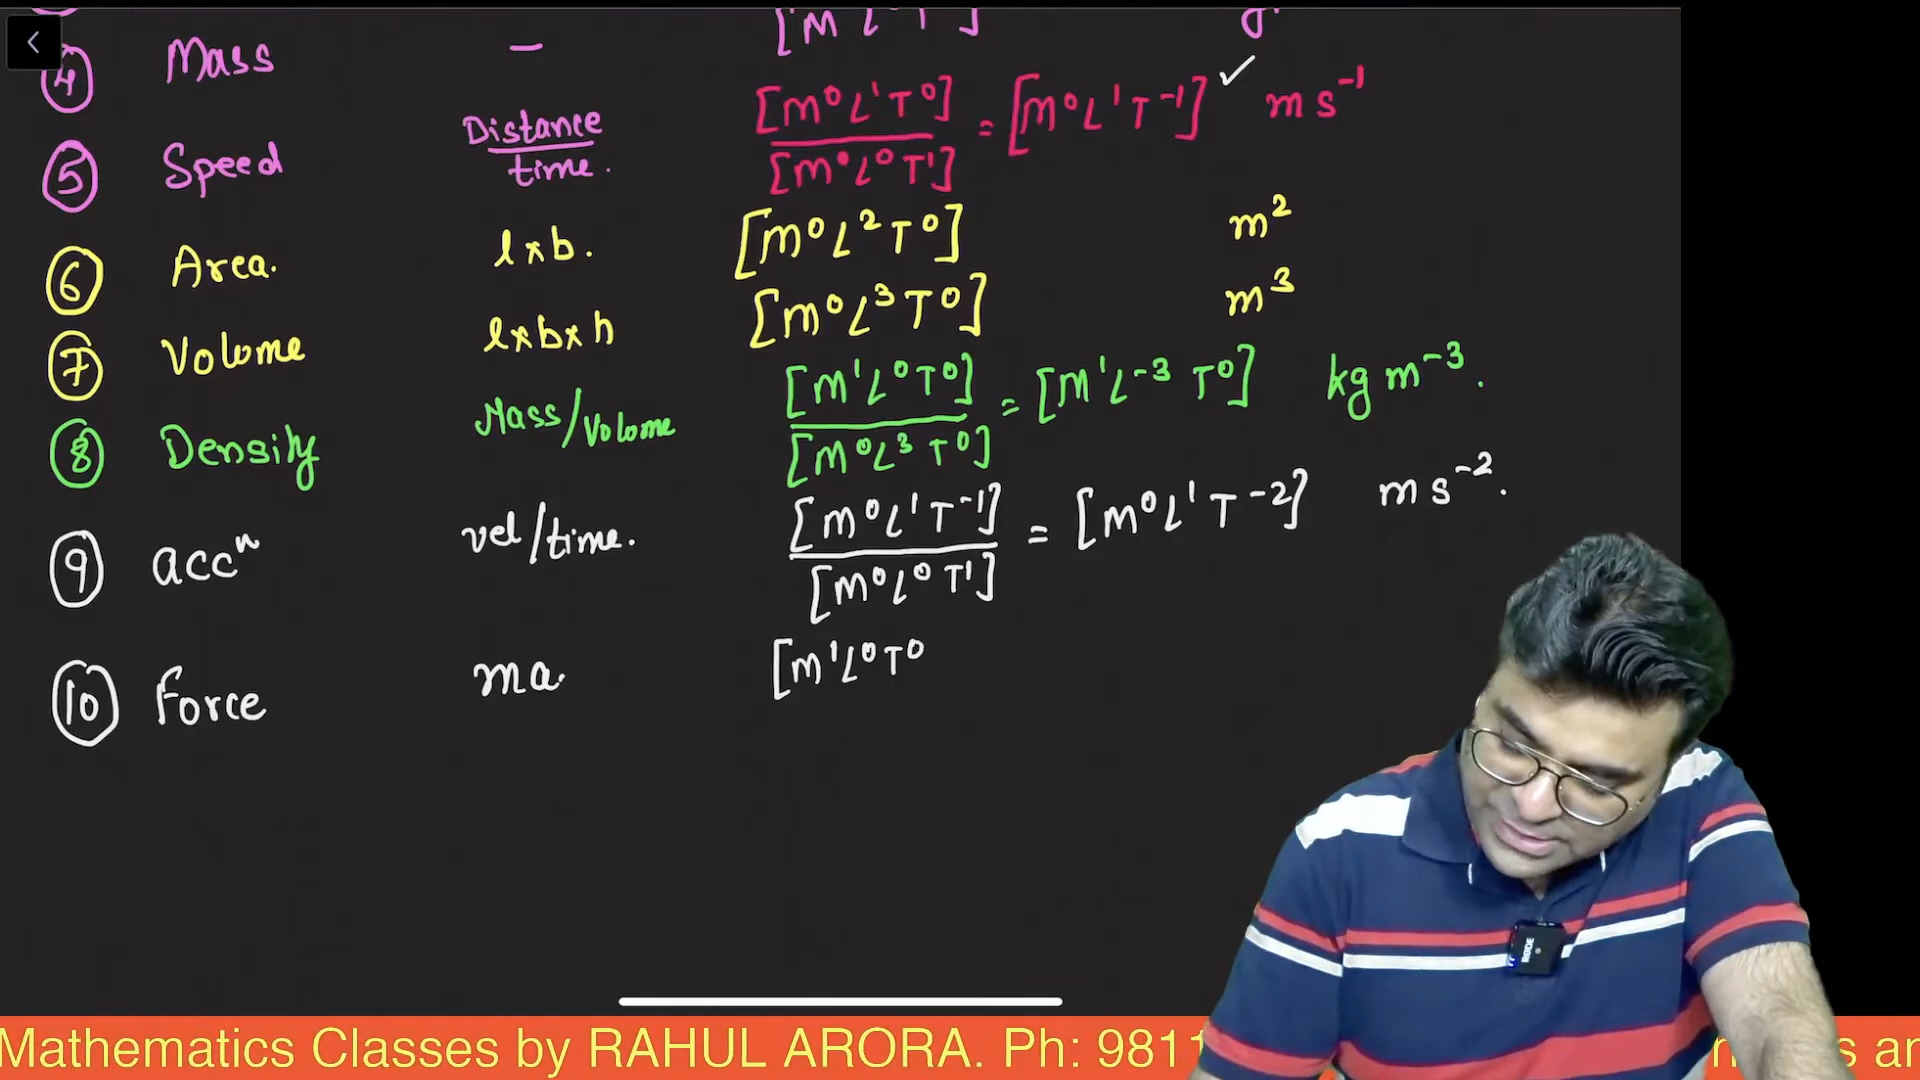 ④ Mass –
⑤ Speed Distance/time. [M⁰L¹T⁰]/[M⁰L⁰T¹] = [M⁰L¹T⁻¹] ✓ m s⁻¹
⑥ Area. l×b. [M⁰L²T⁰] m²
⑦ Volume l×b×h [M⁰L³T⁰] m³
⑧ Density Mass/Volume [M¹L⁰T⁰]/[M⁰L³T⁰] = [M¹L⁻³T⁰] kg m⁻³.
⑨ accⁿ vel/time. [M⁰L¹T⁻¹]/[M⁰L⁰T¹] = [M⁰L¹T⁻²] m s⁻².
⑩ Force ma. [M¹L⁰T⁰
RODE
Mathematics Classes by RAHUL ARORA. Ph: 981